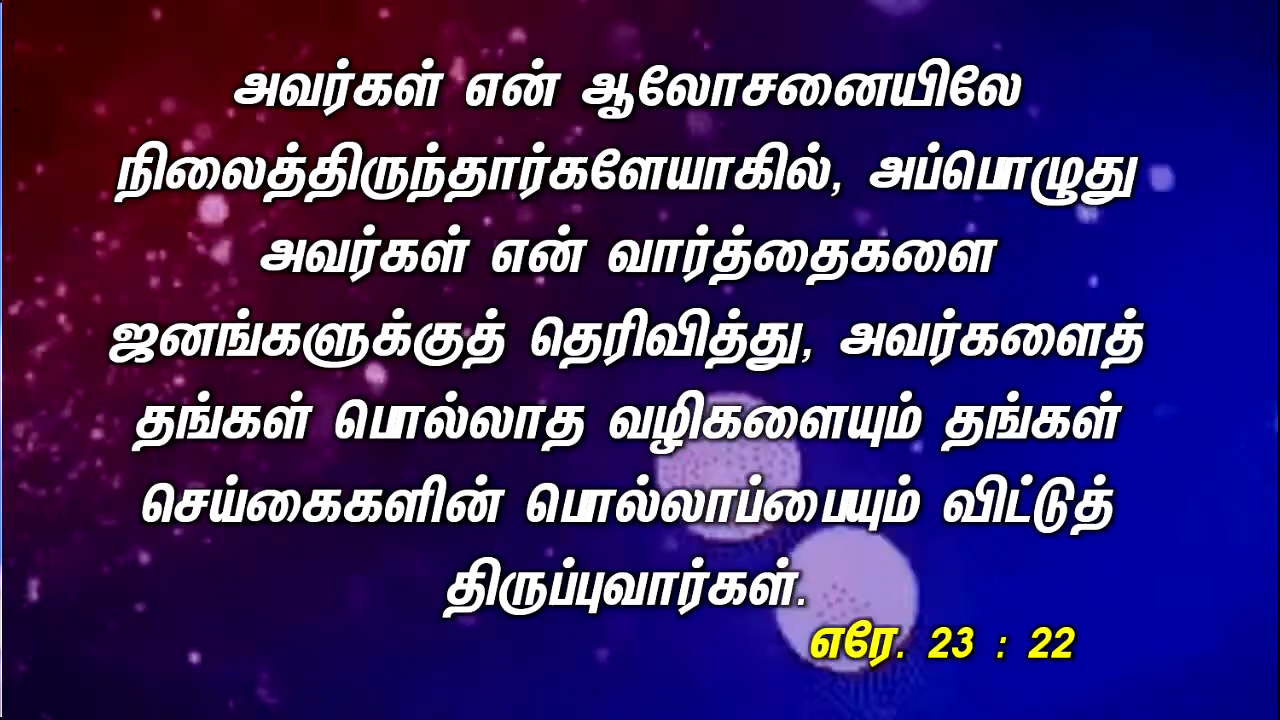 அவர்கள் என் ஆலோசனையிலே
நிலைத்திருந்தார்களேயாகில், அப்பொழுது
அவர்கள் என் வார்த்தைகளை
ஜனங்களுக்குத் தெரிவித்து, அவர்களைத்
தங்கள் பொல்லாத வழிகளையும் தங்கள்
செய்கைகளின் பொல்லாப்பையும் விட்டுத்
திருப்புவார்கள்.
எரே. 23 : 22